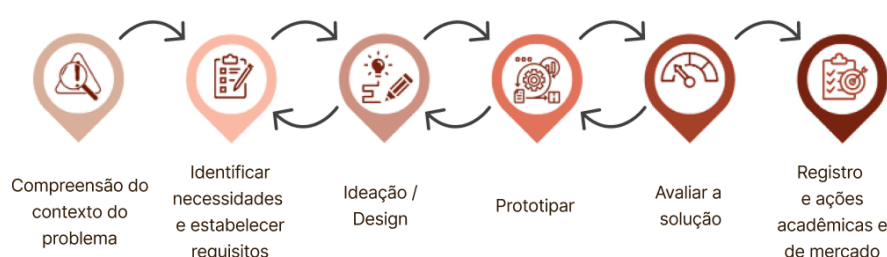 Compreensão do
contexto do
problema
Identificar
necessidades
e estabelecer
requisitos
Ideação /
Design
Prototipar
Avaliar a
solução
Registro
e ações
acadêmicas e
de mercado